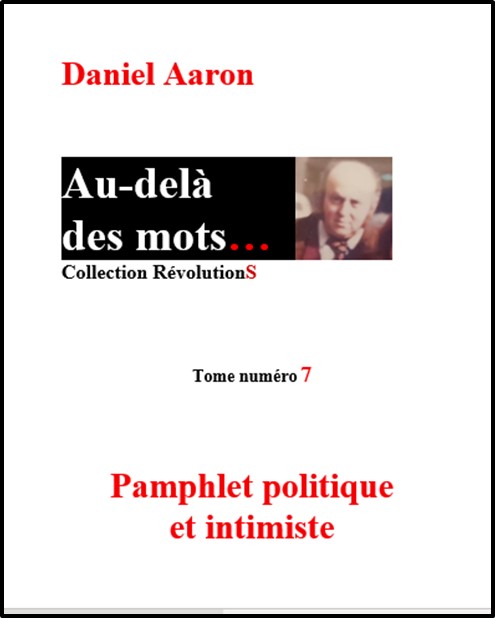 Daniel Aaron
Au-delà
des mots...
Collection RévolutionS
Tome numéro 7
Pamphlet politique
et intimiste